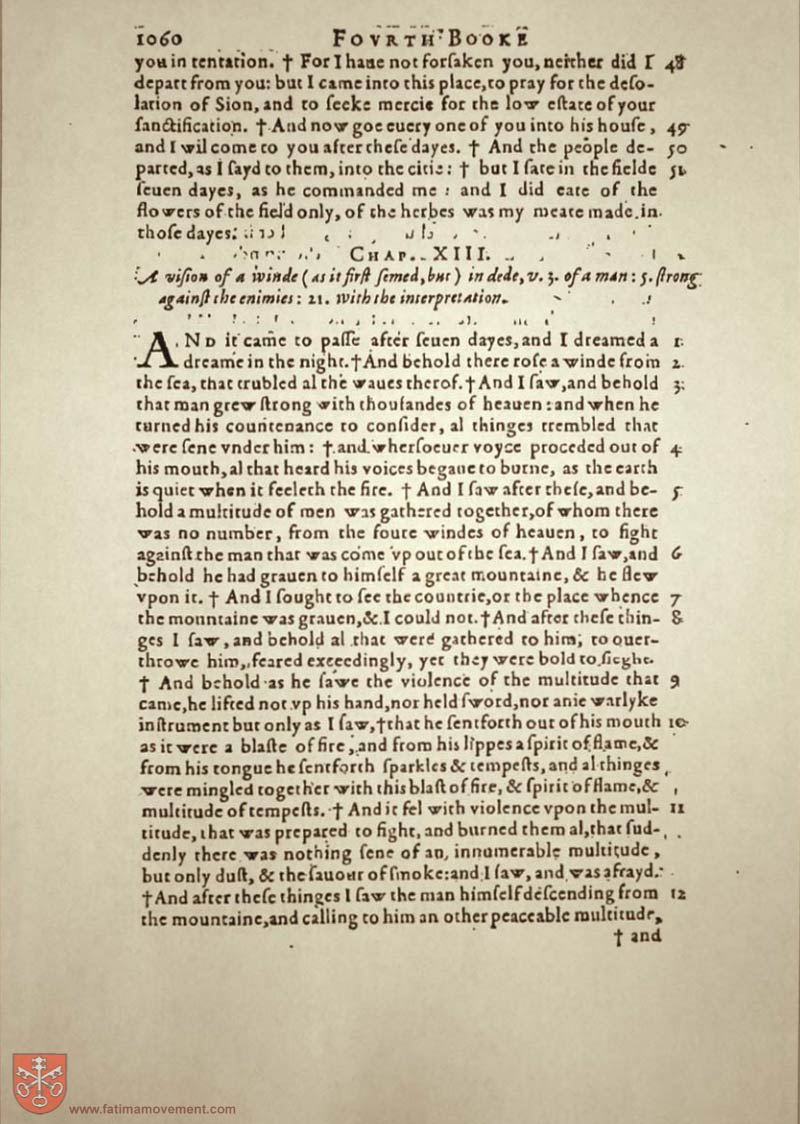 1060 FOVRTH BOOKE
you in tentation. † For I haue not forſaken you, neither did I 48
depart from you: but I came into this place, to pray for the deſo-
lation of Sion, and to ſeeke mercie for the low eſtate of your
ſanctification. † And now goe euery one of you into his houſe, 49
and I wil come to you after theſe dayes. † And the people de- 50
parted, as I ſayd to them, into the citie: † but I ſate in the fielde 51
ſeuen dayes, as he commanded me: and I did eate of the
flowers of the field only, of the herbes was my meate made in
thoſe dayes.
CHAP. XIII.
A viſion of a winde (as it firſt ſemed, but) in dede, v. 3. of a man: 5. ſtrong
againſt the enimies: 21. with the interpretation.
AND it came to paſſe after ſeuen dayes, and I dreamed a 1
dreame in the night. † And behold there roſe a winde from 2
the ſea, that trubled al the waues therof. † And I ſaw, and behold 3
that man grew ſtrong with thouſandes of heauen: and when he
turned his countenance to conſider, al thinges trembled that
were ſene vnder him: † and wherſoeuer voyce proceded out of 4
his mouth, al that heard his voices begane to burne, as the earth
is quiet when it feeleth the fire. † And I ſaw after theſe, and be- 5
hold a multitude of men was gathered together, of whom there
was no number, from the foure windes of heauen, to fight
againſt the man that was come vp out of the ſea. † And I ſaw, and 6
behold he had grauen to himſelf a great mountaine, & he flew
vpon it. † And I ſought to ſee the countrie, or the place whence 7
the mountaine was grauen, & I could not. † And after theſe thin- 8
ges I ſaw, and behold al that were gathered to him, to ouer-
throwe him, feared exceedingly, yet they were bold to fieght.
† And behold as he ſawe the violence of the multitude that 9
came, he lifted not vp his hand, nor held ſword, nor anie warlyke
inſtrument but only as I ſaw, † that he ſentforth out of his mouth 10
as it were a blaſte of fire, and from his lippes a ſpirit of flame, &
from his tongue he ſentforth ſparkles & tempeſts, and al thinges
were mingled together with this blaſt of fire, & ſpirit of flame, &
multitude of tempeſts. † And it fel with violence vpon the mul- 11
titude, that was prepared to fight, and burned them al, that ſud-
denly there was nothing ſene of an innumerable multitude,
but only duſt, & the ſauour of ſmoke: and I ſaw, and was afrayd.
† And after theſe thinges I ſaw the man himſelf deſcending from 12
the mountaine, and calling to him an other peaceable multitude,
† and
www.fatimamovement.com